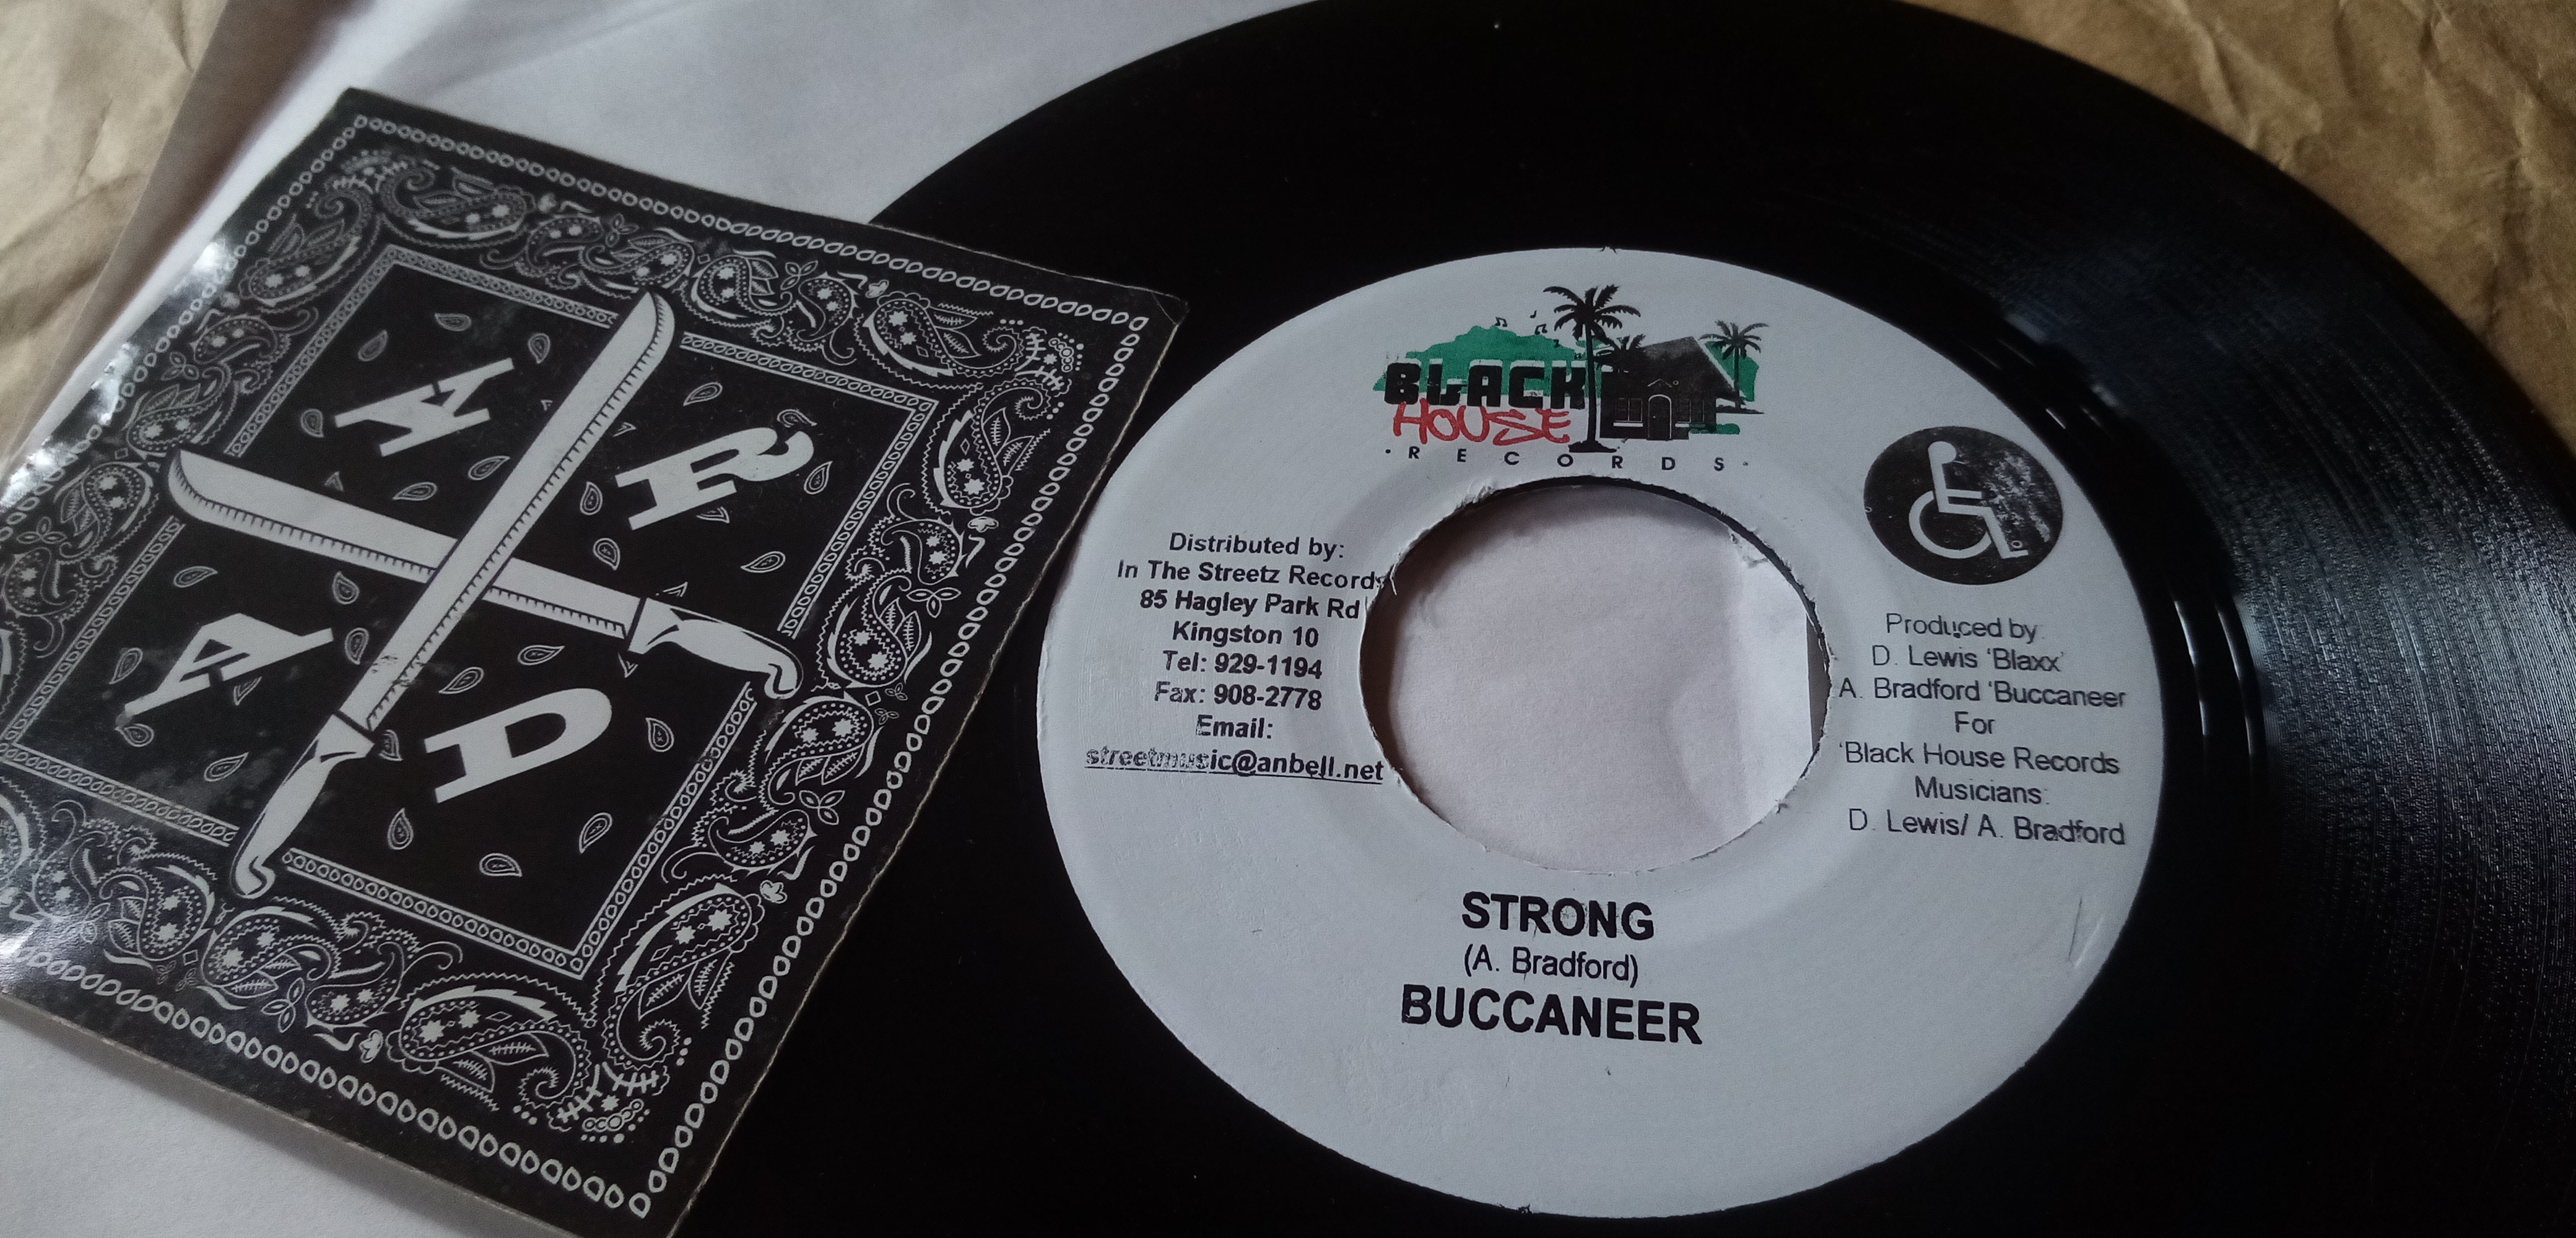 A R
A D
BLACK
HOUSE
·RECORDS·
Distributed by:
In The Streetz Records
85 Hagley Park Rd
Kingston 10
Tel: 929-1194
Fax: 908-2778
Email:
streetmusic@anbell.net
Produced by:
D. Lewis 'Blaxx'
A. Bradford 'Buccaneer
For
'Black House Records
Musicians:
D. Lewis/ A. Bradford
STRONG
(A. Bradford)
BUCCANEER